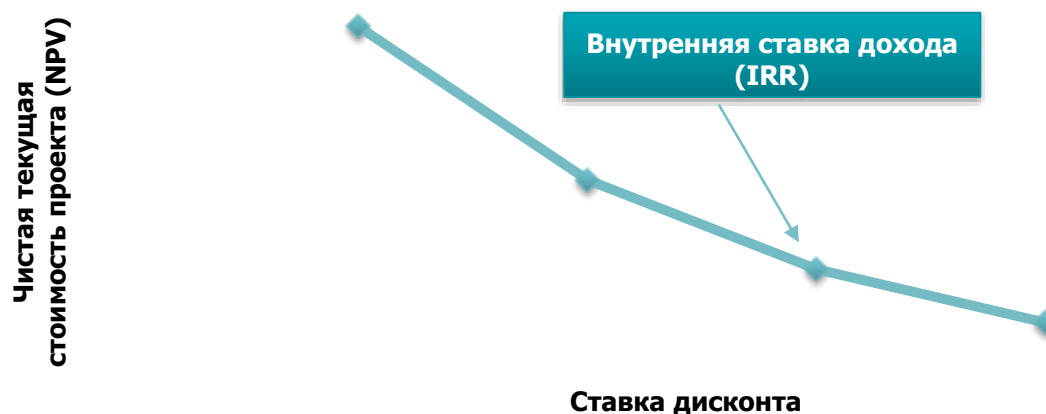 Чистая текущая
стоимость проекта (NPV)
Внутренняя ставка дохода
(IRR)
Ставка дисконта